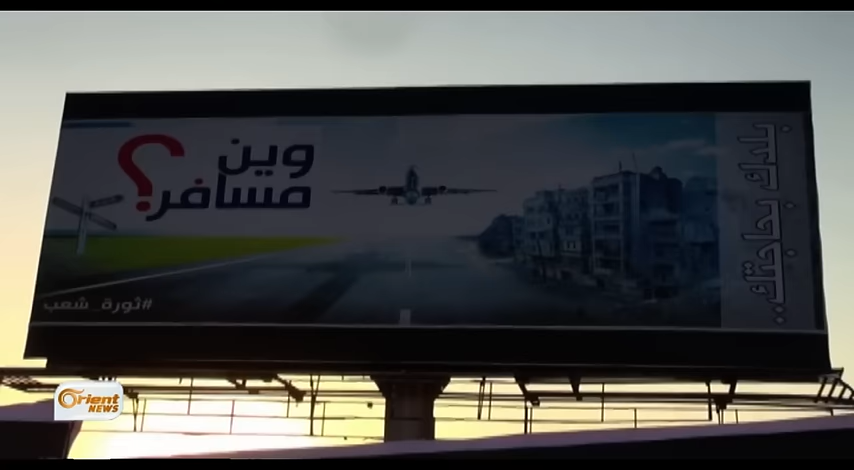 وين
مسافر؟
بلدك بحاجتك..
#ثورة_شعب
Orient
NEWS